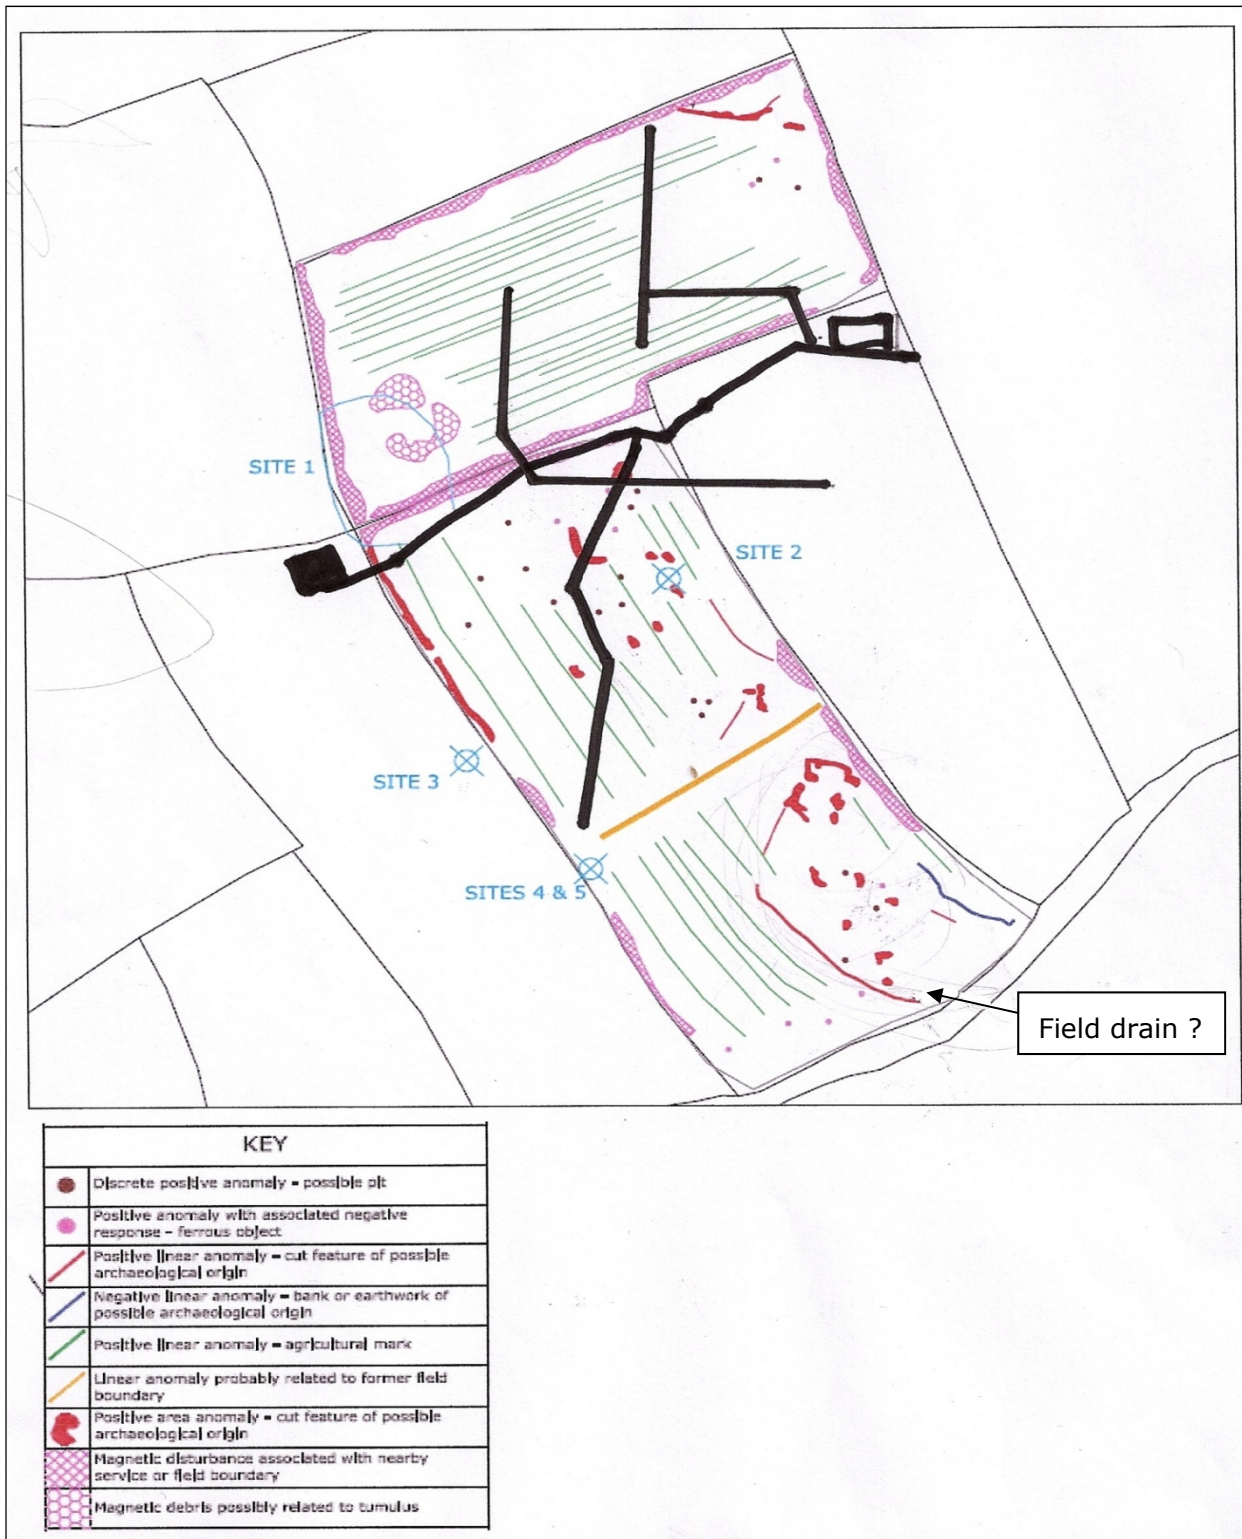 SITE 1
SITE 2
SITE 3
SITES 4 & 5
Field drain ?
KEY
Discrete positive anomaly - possible pit
Positive anomaly with associated negative
response - ferrous object
Positive linear anomaly - cut feature of possible
archaeological origin
Negative linear anomaly - bank or earthwork of
possible archaeological origin
Positive linear anomaly - agricultural mark
Linear anomaly probably related to former field
boundary
Positive area anomaly - cut feature of possible
archaeological origin
Magnetic disturbance associated with nearby
service or field boundary
Magnetic debris possibly related to tumulus